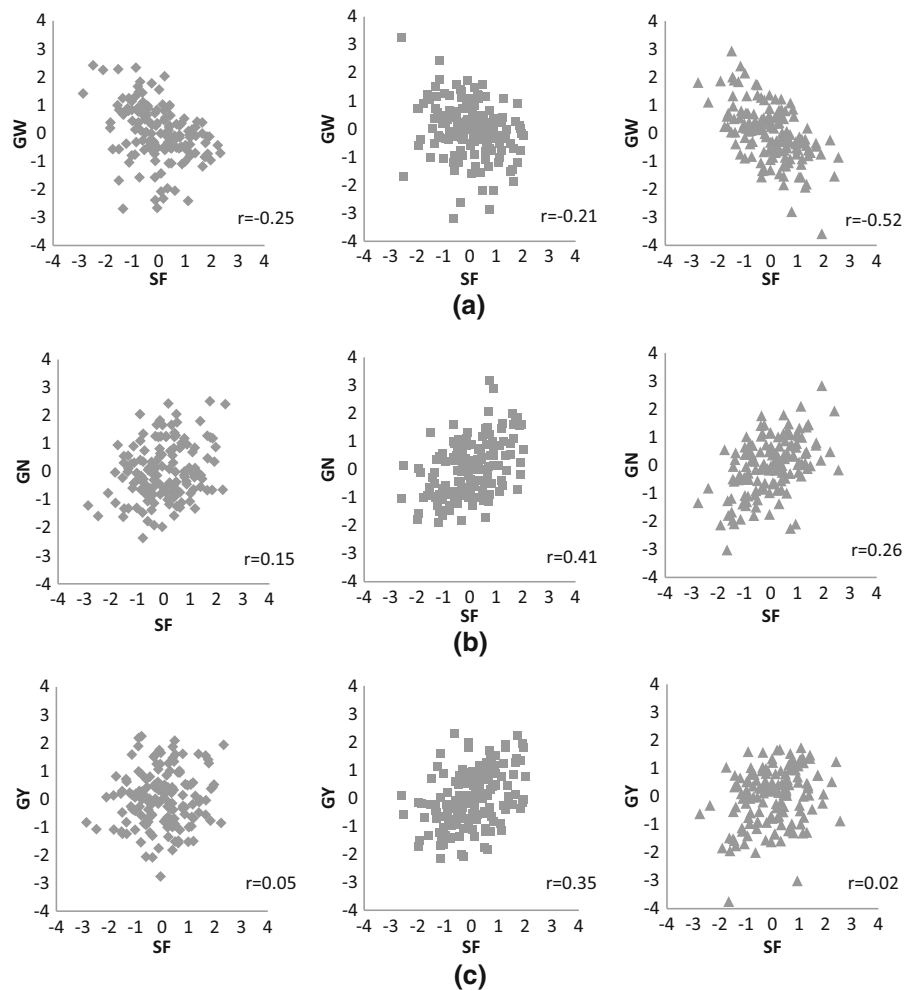 4 4 4
3 3 3
2 2 2
1 1 1
GW 0 GW 0 GW 0
-1 -1 -1
-2 -2 -2
-3 r=-0.25 -3 r=-0.21 -3 r=-0.52
-4 -4 -4
-4 -3 -2 -1 0 1 2 3 4 -4 -3 -2 -1 0 1 2 3 4 -4 -3 -2 -1 0 1 2 3 4
SF SF SF
(a)
4 4 4
3 3 3
2 2 2
1 1 1
GN 0 GN 0 GN 0
-1 -1 -1
-2 -2 -2
-3 r=0.15 -3 r=0.41 -3 r=0.26
-4 -4 -4
-4 -3 -2 -1 0 1 2 3 4 -4 -3 -2 -1 0 1 2 3 4 -4 -3 -2 -1 0 1 2 3 4
SF SF SF
(b)
4 4 4
3 3 3
2 2 2
1 1 1
GY 0 GY 0 GY 0
-1 -1 -1
-2 -2 -2
-3 r=0.05 -3 r=0.35 -3 r=0.02
-4 -4 -4
-4 -3 -2 -1 0 1 2 3 4 -4 -3 -2 -1 0 1 2 3 4 -4 -3 -2 -1 0 1 2 3 4
SF SF SF
(c)